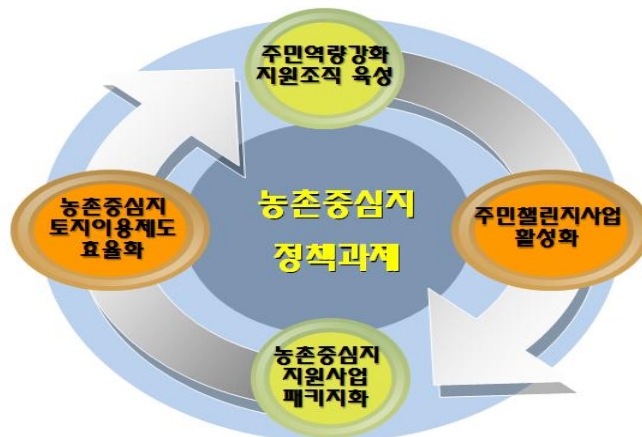 주민역량강화
지원조직 육성
농촌중심지
토지이용제도
효율화
농촌중심지
정책과제
주민챌린지사업
활성화
농촌중심지
지원사업
패키지화